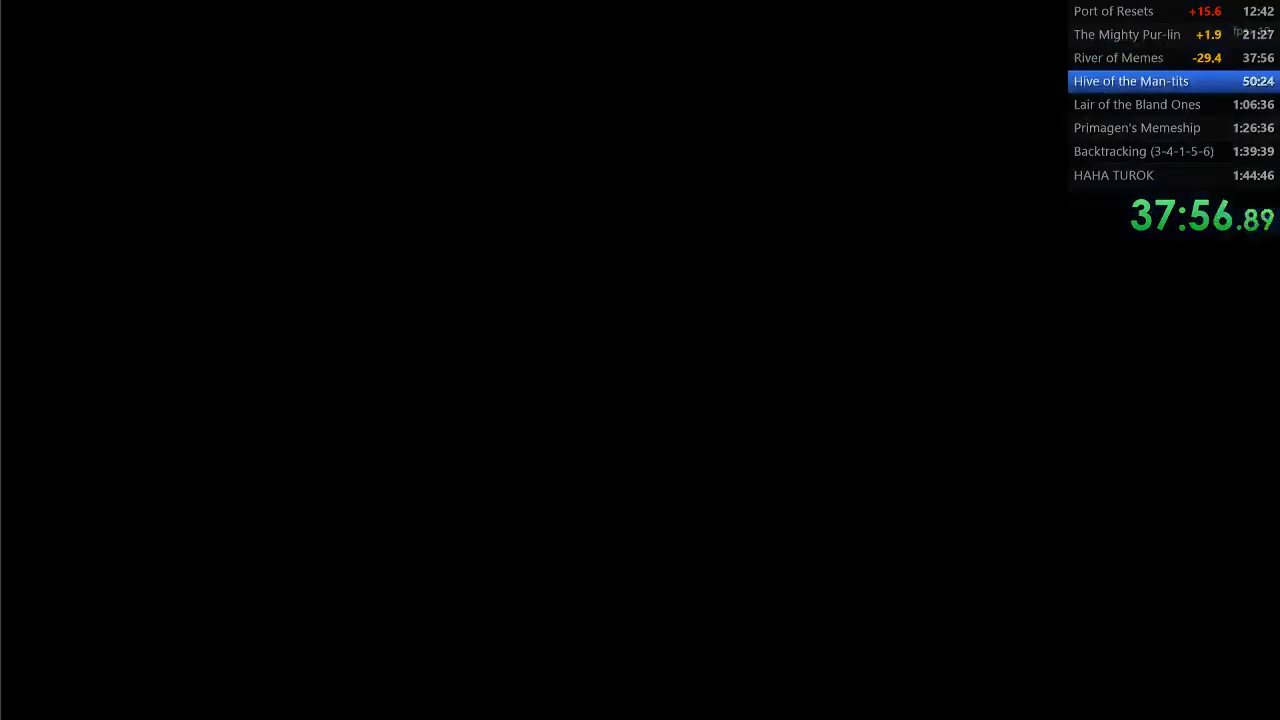 Port of Resets +15.6 12:42
The Mighty Pur-lin +1.9 21:27
River of Memes -29.4 37:56
Hive of the Man-tits 50:24
Lair of the Bland Ones 1:06:36
Primagen's Memeship 1:26:36
Backtracking (3-4-1-5-6) 1:39:39
HAHA TUROK 1:44:46
37:56.89